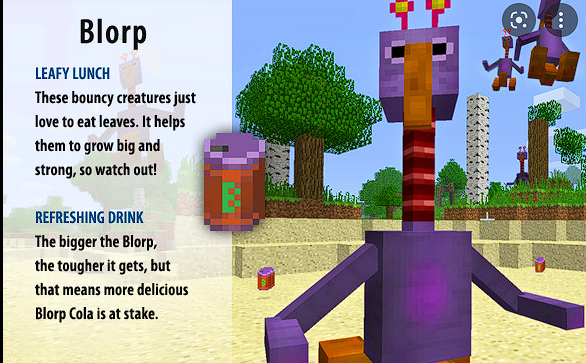 Blorp
LEAFY LUNCH
These bouncy creatures just
love to eat leaves. It helps
them to grow big and
strong, so watch out!
B
REFRESHING DRINK
The bigger the Blorp,
the tougher it gets, but
that means more delicious
Blorp Cola is at stake.